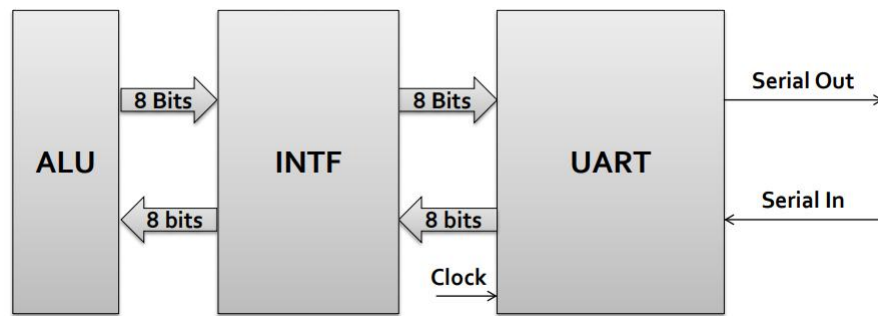 8 Bits
8 Bits
Serial Out
ALU
INTF
UART
8 bits
8 bits
Serial In
Clock